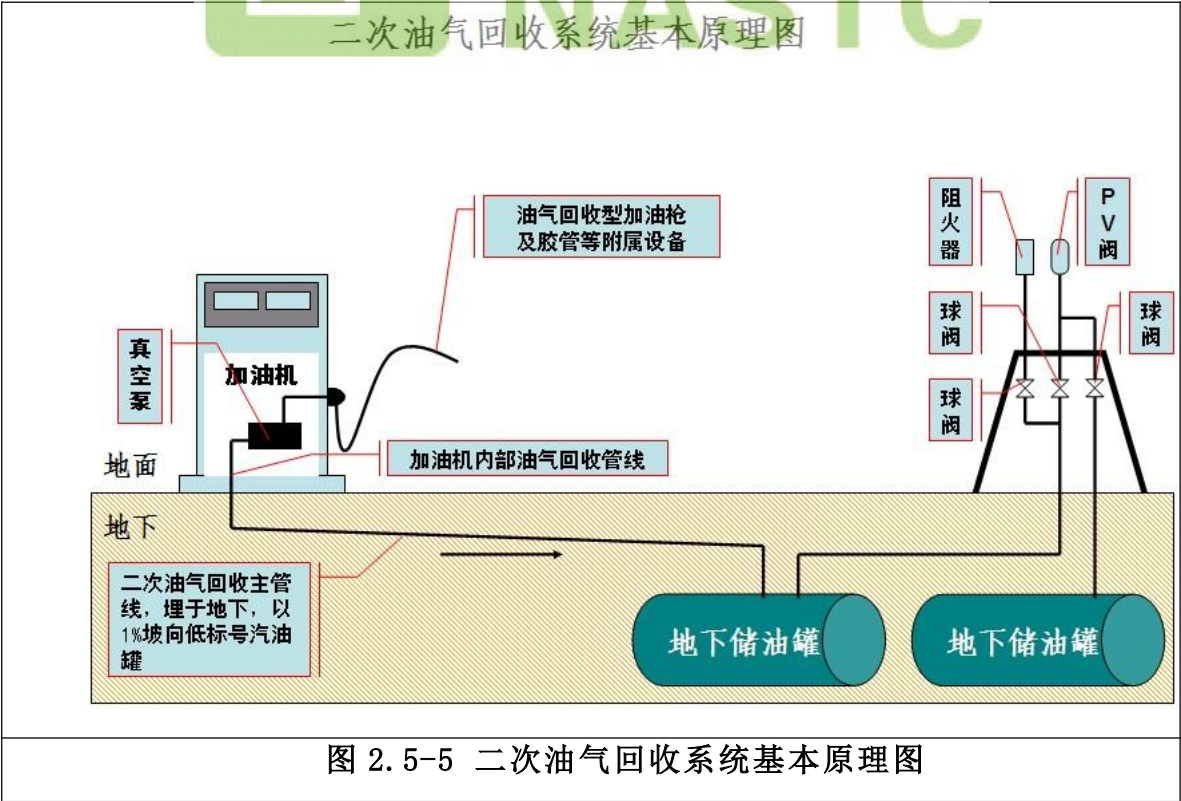 NASTC
二次油气回收系统基本原理图
油气回收型加油枪
及胶管等附属设备
阻
火
器
P
V
阀
球
阀
球
阀
球
阀
真
空
泵
加油机
加油机内部油气回收管线
地面
地下
二次油气回收主管
线，埋于地下，以
1%坡向低标号汽油
罐
地下储油罐
地下储油罐
图 2.5-5 二次油气回收系统基本原理图